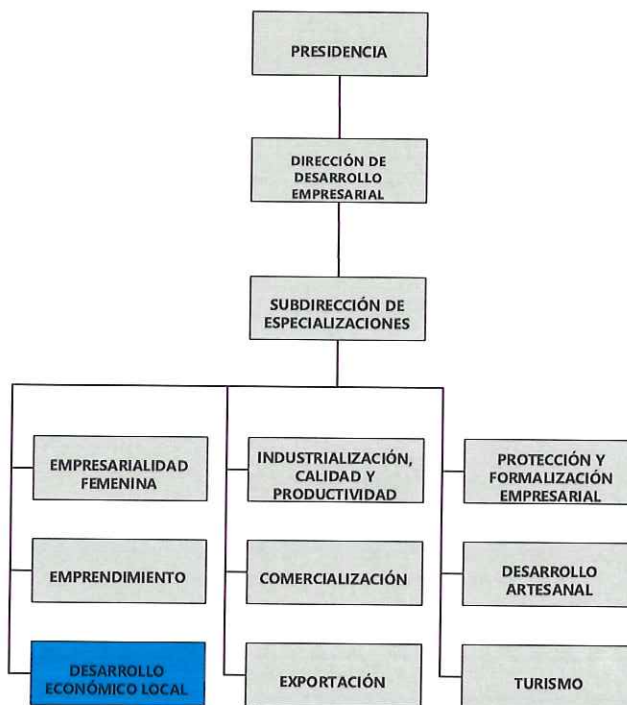 PRESIDENCIA
DIRECCIÓN DE
DESARROLLO
EMPRESARIAL
SUBDIRECCIÓN DE
ESPECIALIZACIONES
EMPRESARIALIDAD
FEMENINA
INDUSTRIALIZACIÓN,
CALIDAD Y
PRODUCTIVIDAD
PROTECCIÓN Y
FORMALIZACIÓN
EMPRESARIAL
EMPRENDIMIENTO
COMERCIALIZACIÓN
DESARROLLO
ARTESANAL
DESARROLLO
ECONÓMICO LOCAL
EXPORTACIÓN
TURISMO